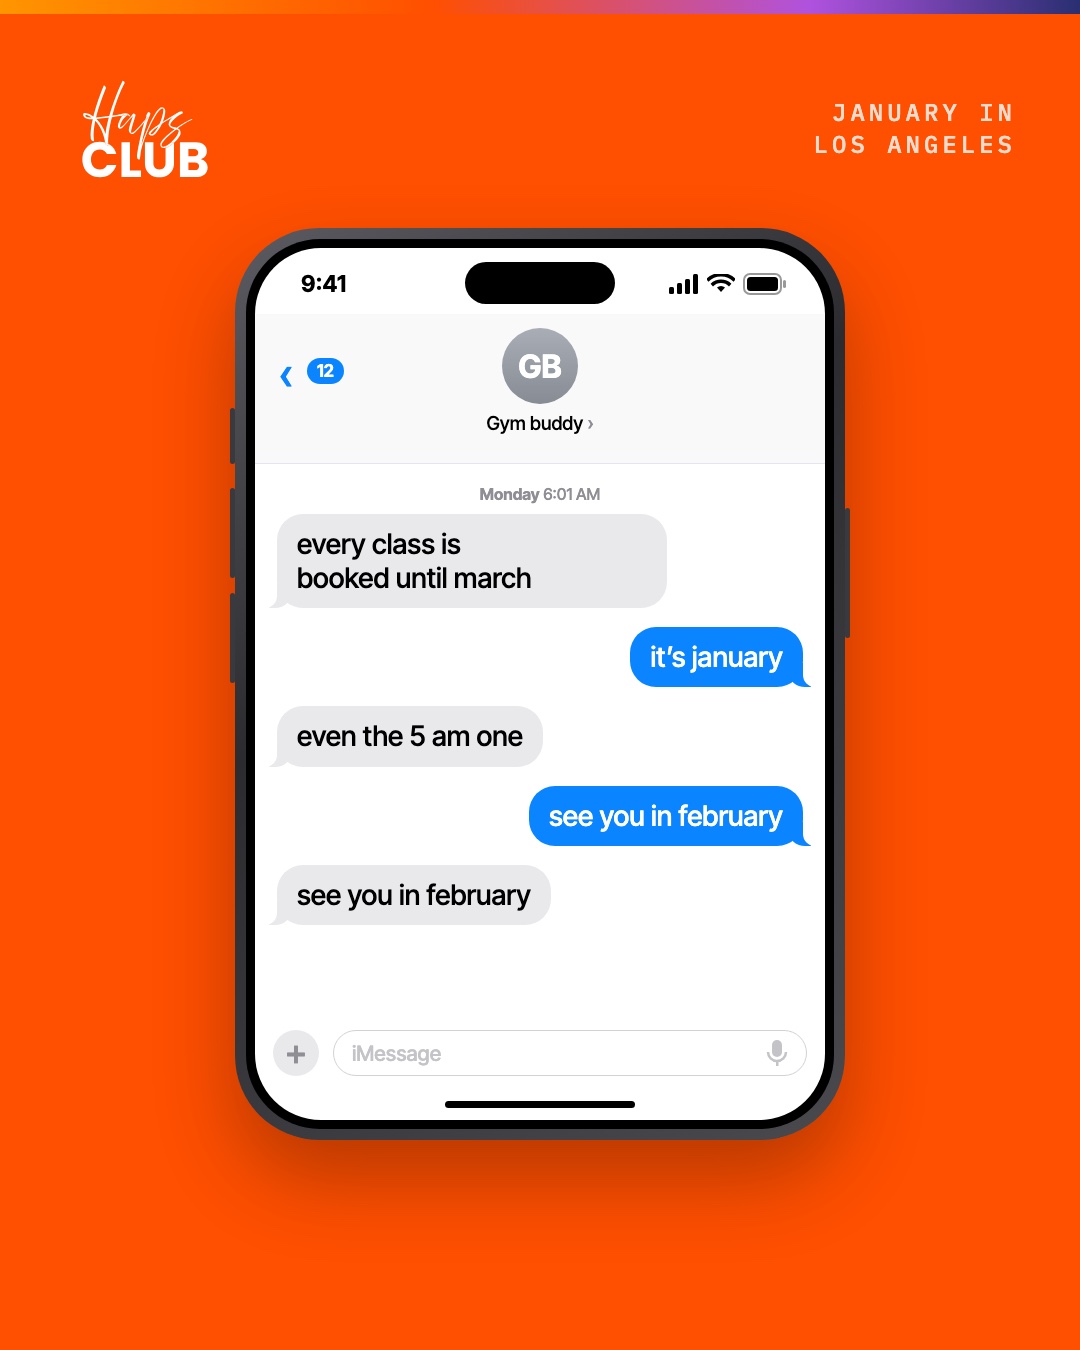 Haps
CLUB
JANUARY IN
LOS ANGELES
9:41
12
GB
Gym buddy ›
Monday 6:01 AM
every class is
booked until march
it’s january
even the 5 am one
see you in february
see you in february
iMessage